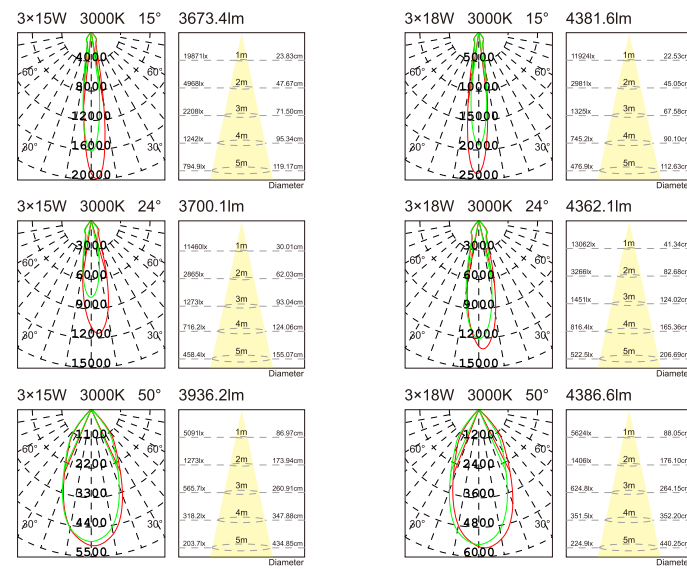 3×15W 3000K 15° 3673.4lm
4000
8000
12000
16000
20000
60° 60°
30° 30°
19871lx 1m 23.83cm
4968lx 2m 47.67cm
2208lx 3m 71.50cm
1242lx 4m 95.34cm
794.9lx 5m 119.17cm
Diameter
3×18W 3000K 15° 4381.6lm
5000
10000
15000
20000
25000
60° 60°
30° 30°
11924lx 1m 22.53cm
2981lx 2m 45.05cm
1325lx 3m 67.58cm
745.2lx 4m 90.10cm
476.9lx 5m 112.63cm
Diameter
3×15W 3000K 24° 3700.1lm
3000
6000
9000
12000
15000
60° 60°
30° 30°
11460lx 1m 30.01cm
2865lx 2m 62.03cm
1273lx 3m 93.04cm
716.2lx 4m 124.06cm
458.4lx 5m 155.07cm
Diameter
3×18W 3000K 24° 4362.1lm
3000
6000
9000
12000
15000
60° 60°
30° 30°
13062lx 1m 41.34cm
3266lx 2m 82.68cm
1451lx 3m 124.02cm
816.4lx 4m 165.36cm
522.5lx 5m 206.69cm
Diameter
3×15W 3000K 50° 3936.2lm
1100
2200
3300
4400
5500
60° 60°
30° 30°
5091lx 1m 86.97cm
1273lx 2m 173.94cm
565.7lx 3m 260.91cm
318.2lx 4m 347.88cm
203.7lx 5m 434.85cm
Diameter
3×18W 3000K 50° 4386.6lm
1200
2400
3600
4800
6000
60° 60°
30° 30°
5624lx 1m 88.05cm
1406lx 2m 176.10cm
624.8lx 3m 264.15cm
351.5lx 4m 352.20cm
224.9lx 5m 440.25cm
Diameter